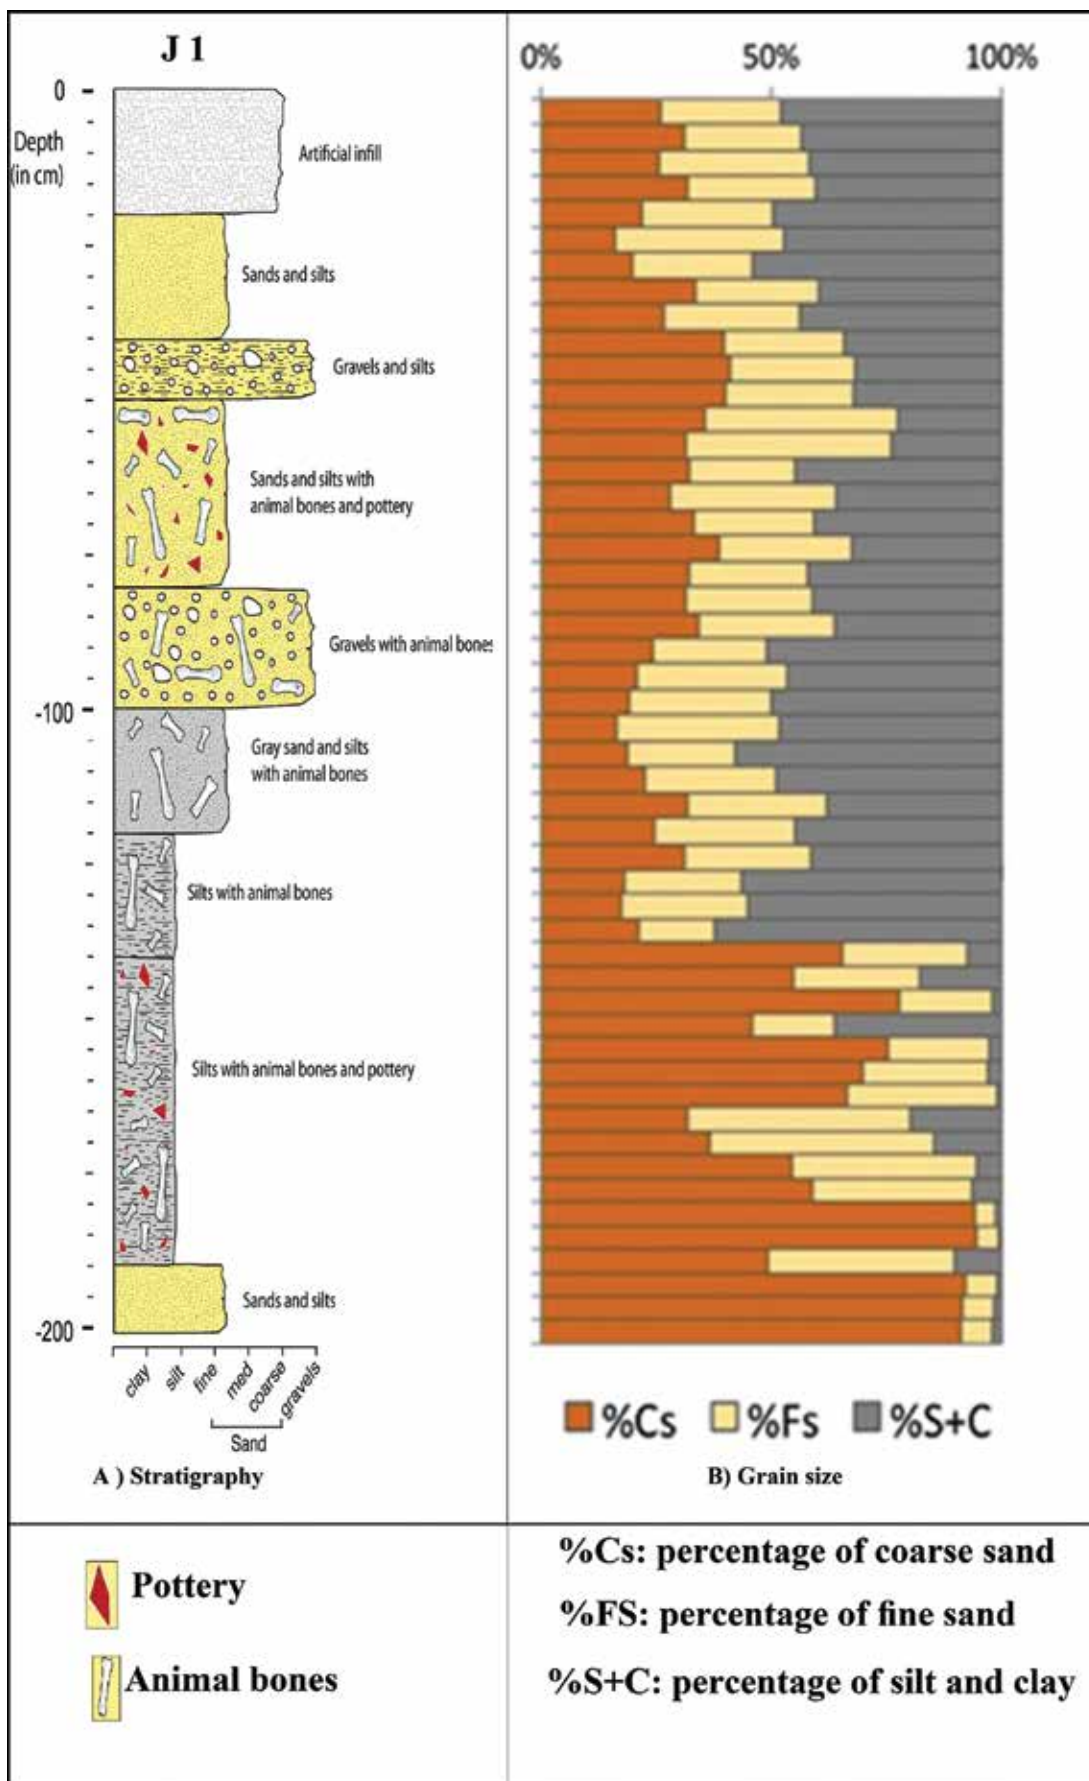 J 1
0
Depth
(in cm)
Artificial infill
Sands and silts
Gravels and silts
Sands and silts with
animal bones and pottery
Gravels with animal bones
-100
Gray sand and silts
with animal bones
Silts with animal bones
Silts with animal bones and pottery
Sands and silts
-200
clay
silt
fine
med
coarse
gravels
Sand
A ) Stratigraphy
0%
50%
100%
%Cs
%Fs
%S+C
B) Grain size
Pottery
Animal bones
%Cs: percentage of coarse sand
%FS: percentage of fine sand
%S+C: percentage of silt and clay